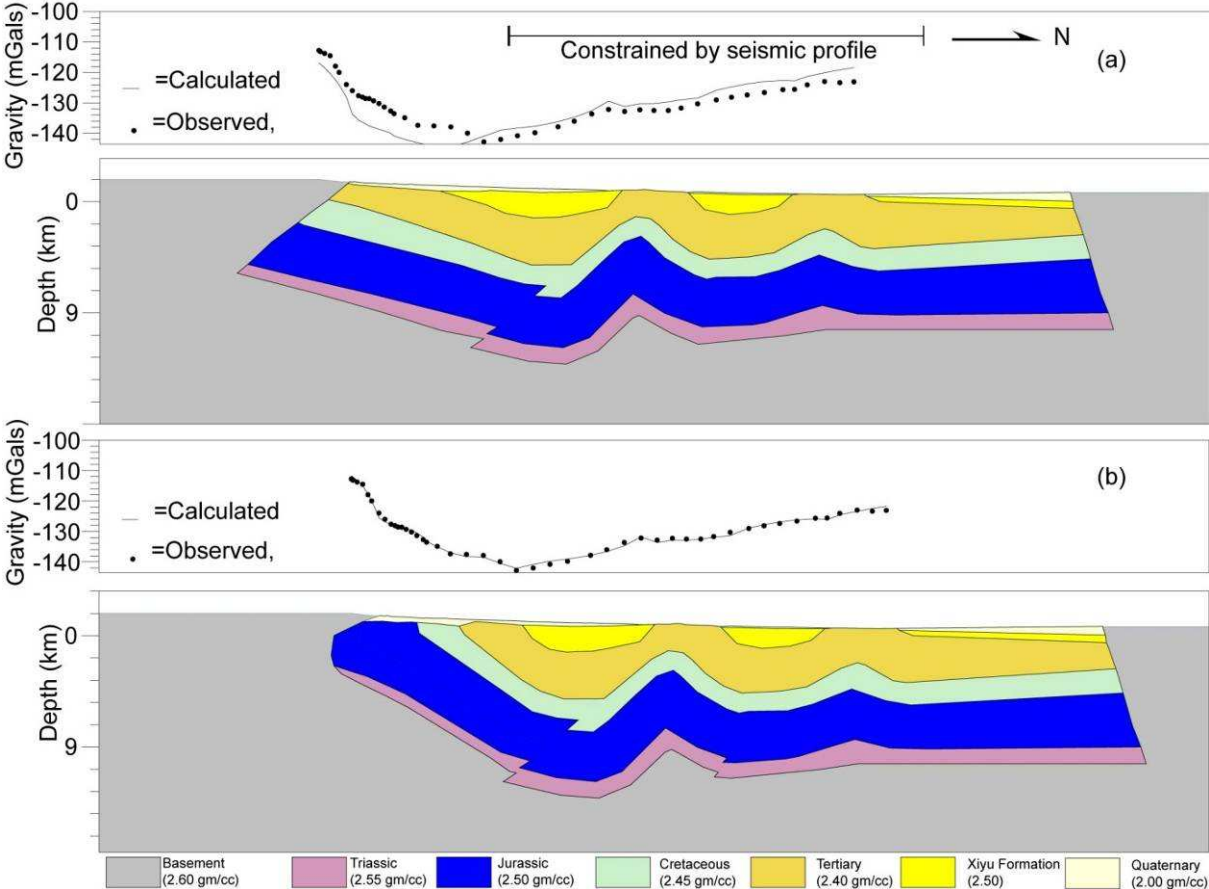 -100
-110
-120
-130
-140
Gravity (mGals)
Constrained by seismic profile
N
(a)
=Calculated
=Observed,
0
9
Depth (km)
-100
-110
-120
-130
-140
Gravity (mGals)
(b)
=Calculated
=Observed,
0
9
Depth (km)
Basement
(2.60 gm/cc)
Triassic
(2.55 gm/cc)
Jurassic
(2.50 gm/cc)
Cretaceous
(2.45 gm/cc)
Tertiary
(2.40 gm/cc)
Xiyu Formation
(2.50)
Quaternary
(2.00 gm/cc)